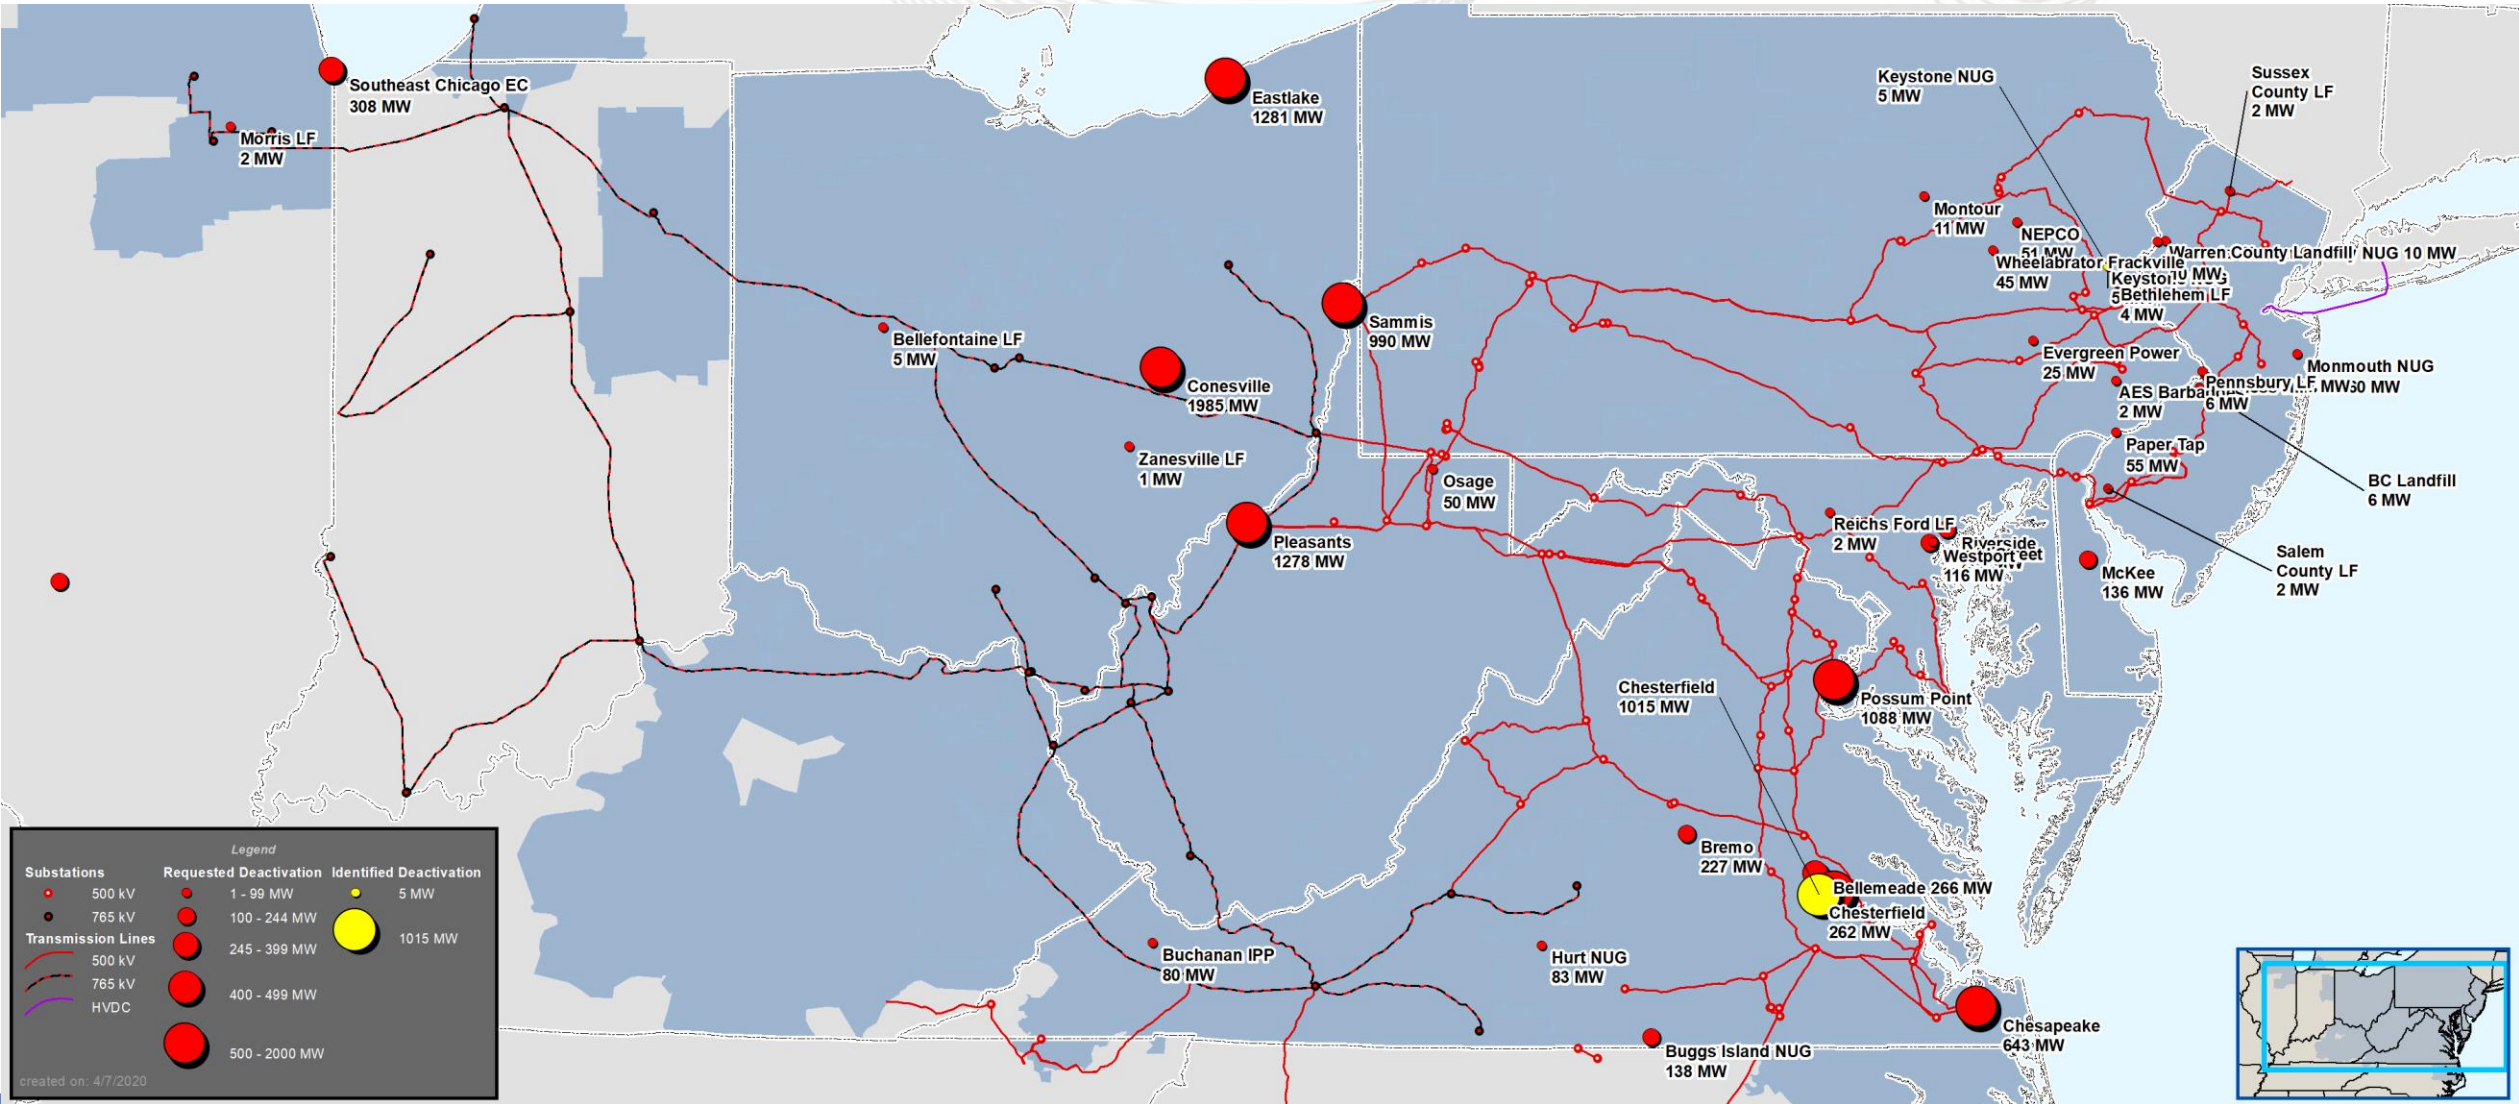 Southeast Chicago EC
308 MW
Morris LF
2 MW
Eastlake
1281 MW
Keystone NUG
5 MW
Sussex
County LF
2 MW
Montour
11 MW
NEPCO
51 MW
Warren County Landfill NUG 10 MW
Wheelabrator Frackville
45 MW
Keystone NUG
Bethlehem LF
4 MW
Sammis
990 MW
Bellefontaine LF
5 MW
Conesville
1985 MW
Evergreen Power
25 MW
Monmouth NUG
Pennsbury LF
6 MW
AES
2 MW
Zanesville LF
1 MW
Paper Tap
55 MW
BC Landfill
6 MW
Osage
50 MW
Pleasants
1278 MW
Reichs Ford LF
2 MW
Riverside
Westport
116 MW
McKee
136 MW
Salem
County LF
2 MW
Chesterfield
1015 MW
Possum Point
1088 MW
Bremo
227 MW
Bellemeade 266 MW
Chesterfield
262 MW
Buchanan IPP
80 MW
Hurt NUG
83 MW
Chesapeake
643 MW
Buggs Island NUG
138 MW
Legend
Substations
500 kV
765 kV
Transmission Lines
500 kV
765 kV
HVDC
Requested Deactivation
1 - 99 MW
100 - 244 MW
245 - 399 MW
400 - 499 MW
500 - 2000 MW
Identified Deactivation
5 MW
1015 MW
created on: 4/7/2020